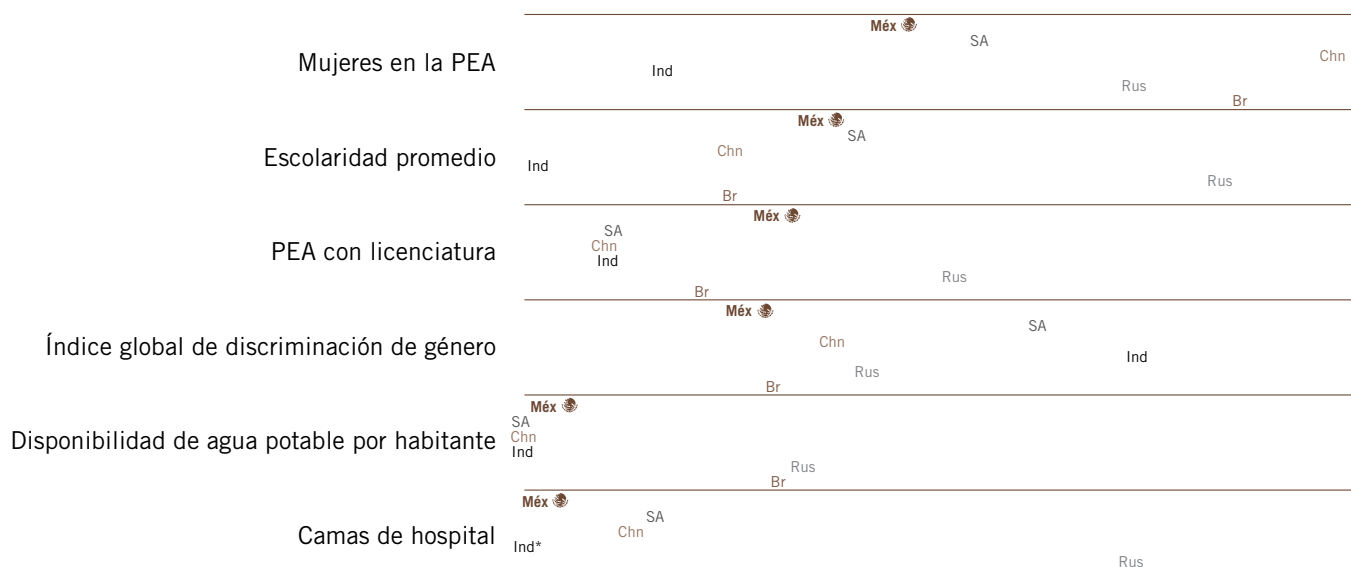 Méx
SA
Mujeres en la PEA
Chn
Ind
Rus
Br
Méx
SA
Escolaridad promedio
Chn
Ind
Rus
Br
Méx
SA
PEA con licenciatura
Chn
Ind
Rus
Br
Méx
SA
Índice global de discriminación de género
Chn
Ind
Rus
Br
Méx
SA
Disponibilidad de agua potable por habitante
Chn
Ind
Rus
Br
Méx
SA
Camas de hospital
Chn
Ind*
Rus